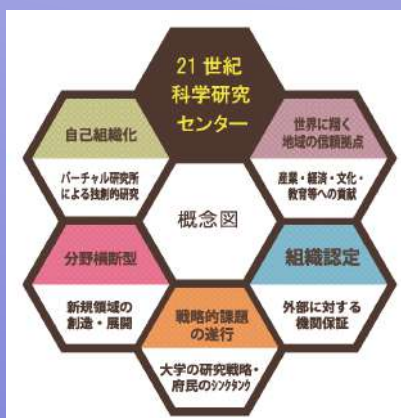 21世紀
科学研究
センター
自己組織化
バーチャル研究所
による独創的研究
世界に翔く
地域の信頼拠点
産業・経済・文化・
教育等への貢献
概念図
分野横断型
新規領域の
創造・展開
組織認定
外部に対する
機関保証
戦略的課題
の遂行
大学の研究戦略・
府民のシンクタンク